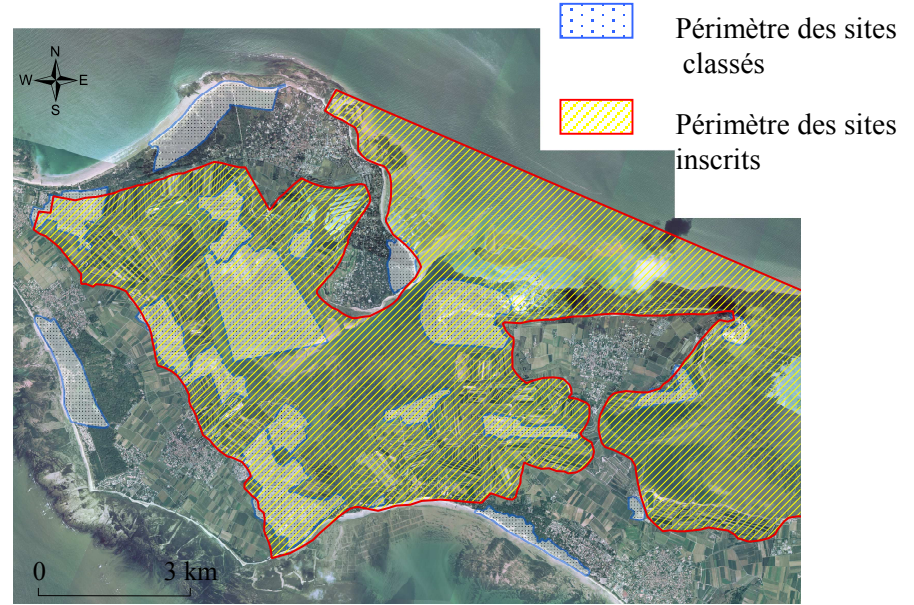 Périmètre des sites
classés
Périmètre des sites
inscrits
N
W E
S
0 3 km